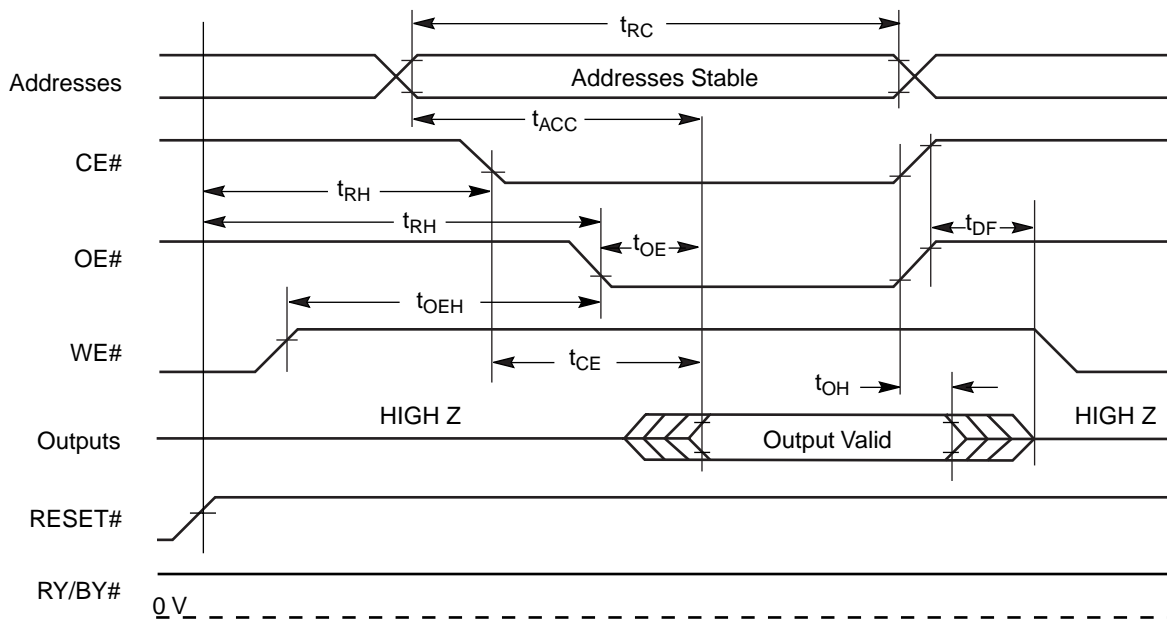 tRC
Addresses
Addresses Stable
tACC
CE#
tRH
tRH
tOE
tDF
OE#
tOEH
WE#
tCE
tOH
HIGH Z
HIGH Z
Outputs
Output Valid
RESET#
RY/BY#
0 V